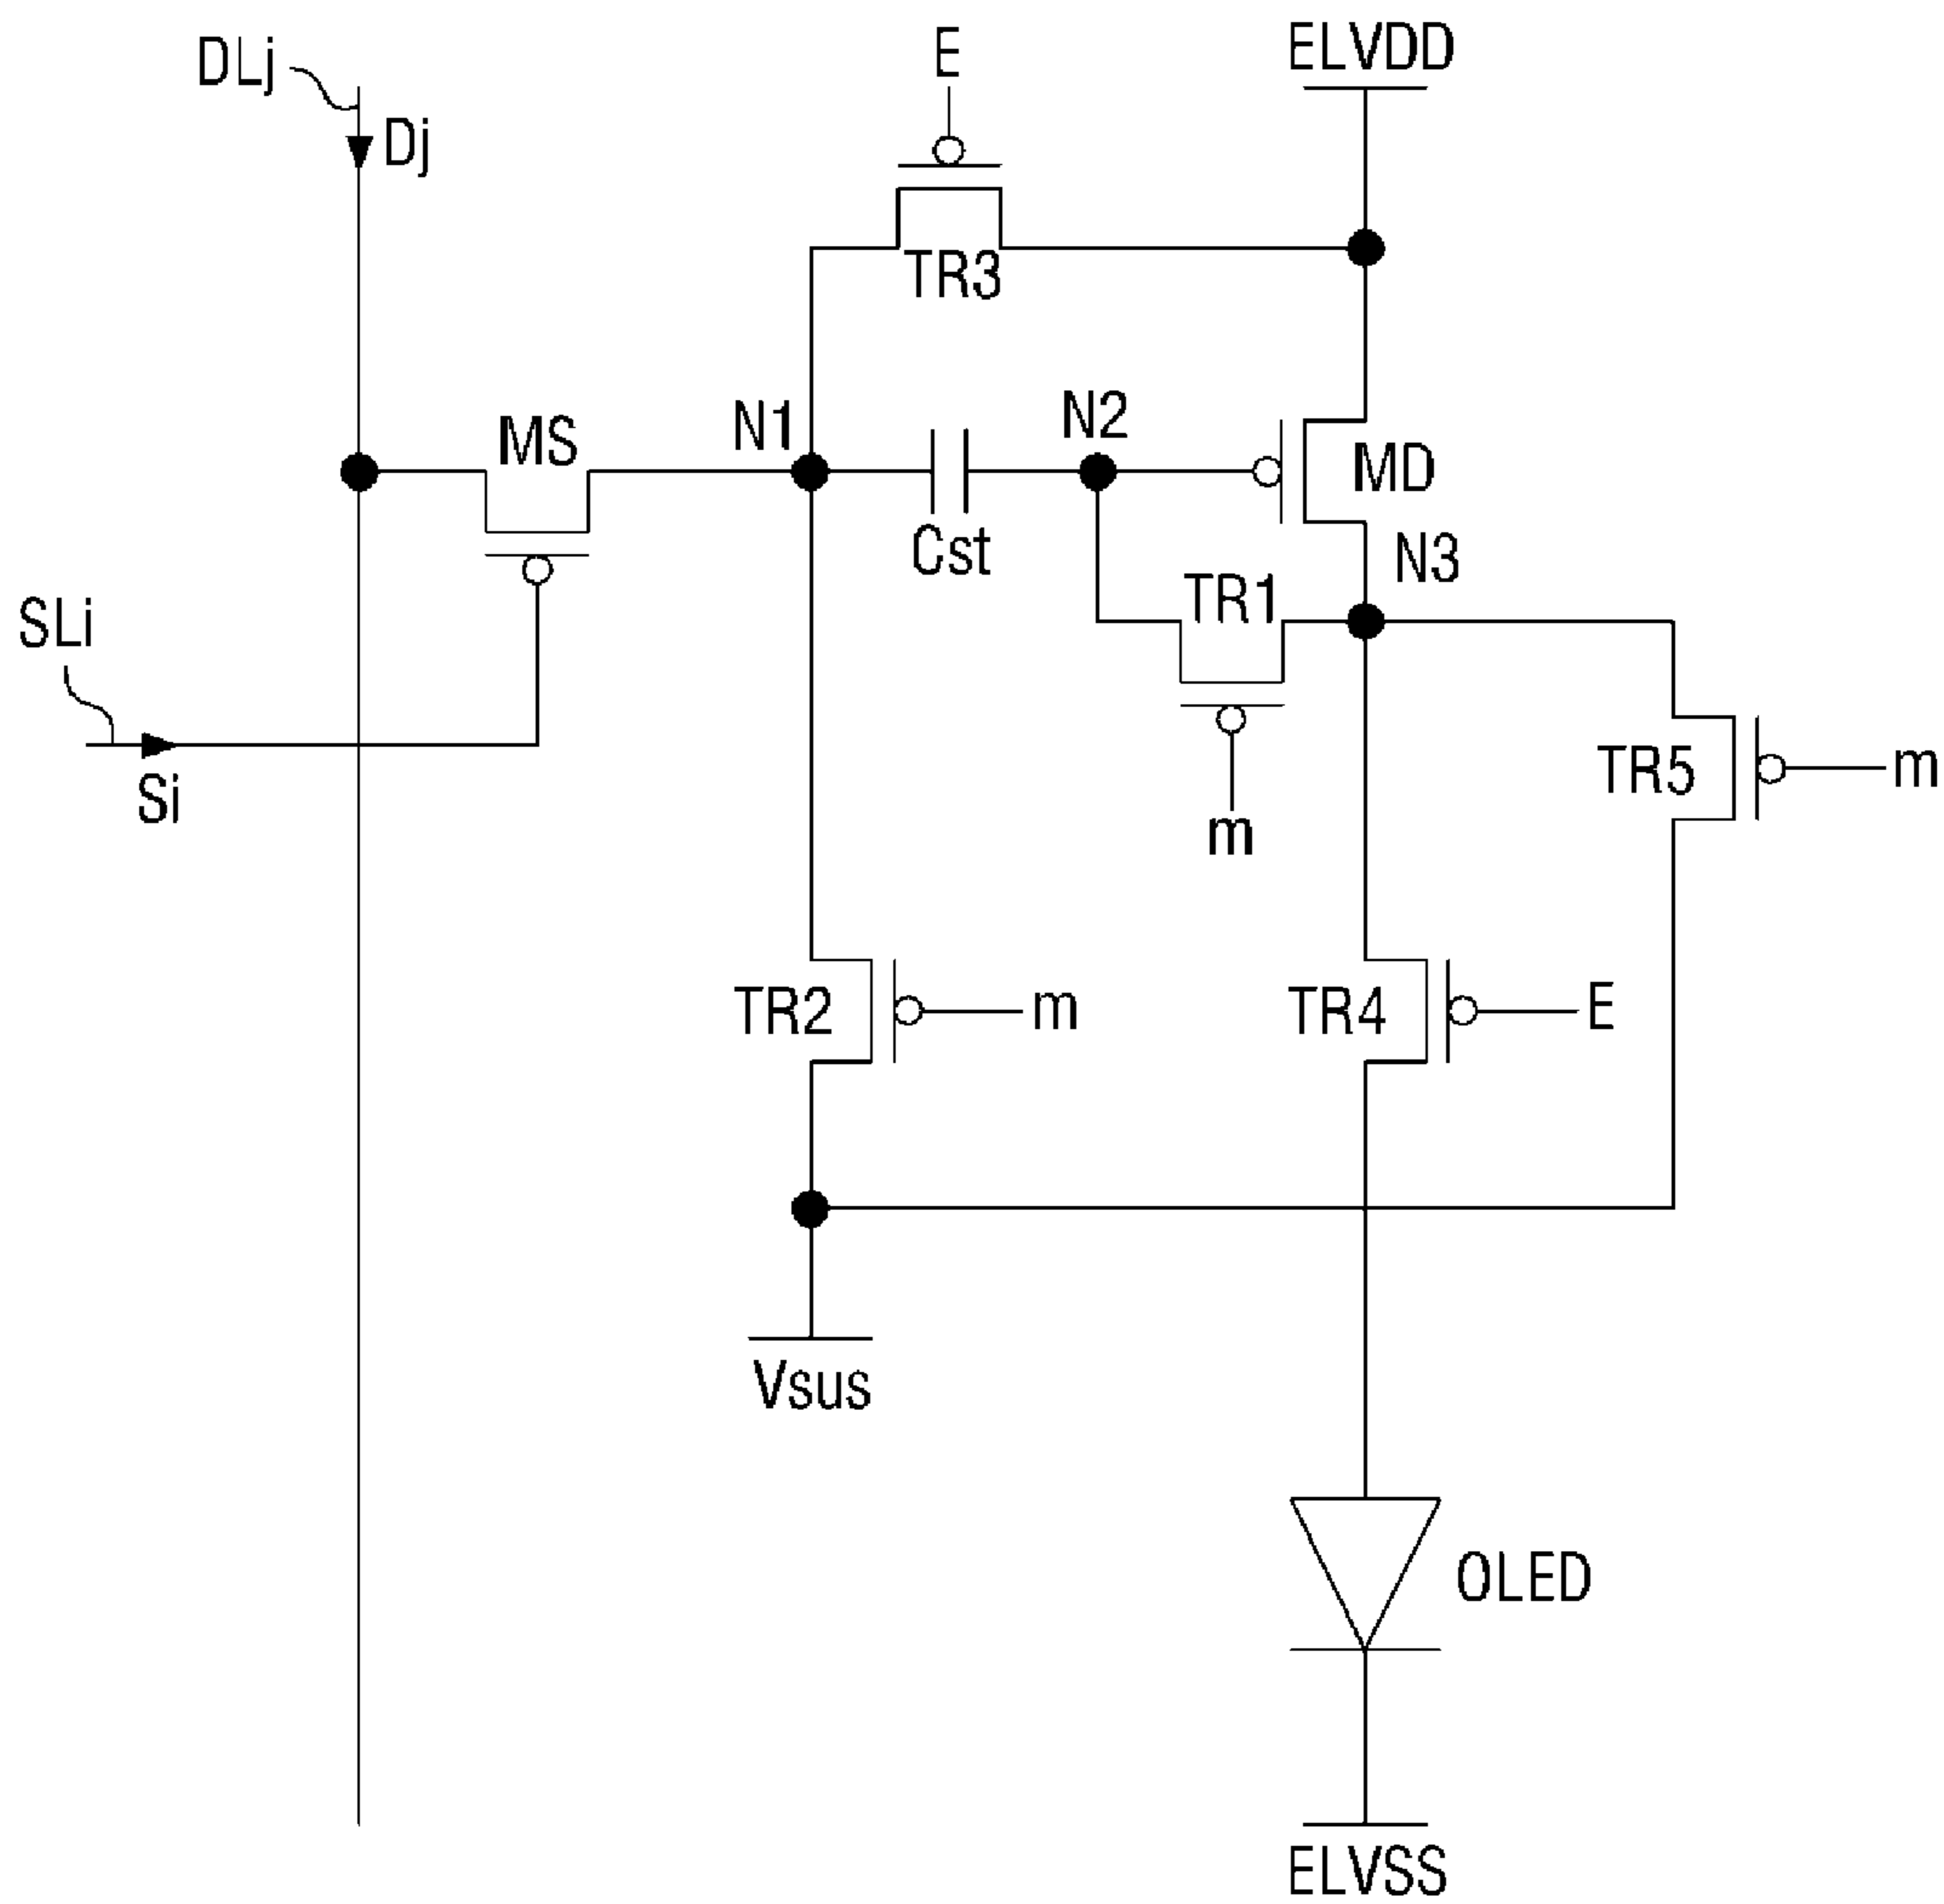 DLj
E
ELVDD
Dj
TR3
MS
N1
N2
MD
Cst
N3
TR1
SLi
Si
TR5
m
m
TR2
m
TR4
E
Vsus
OLED
ELVSS